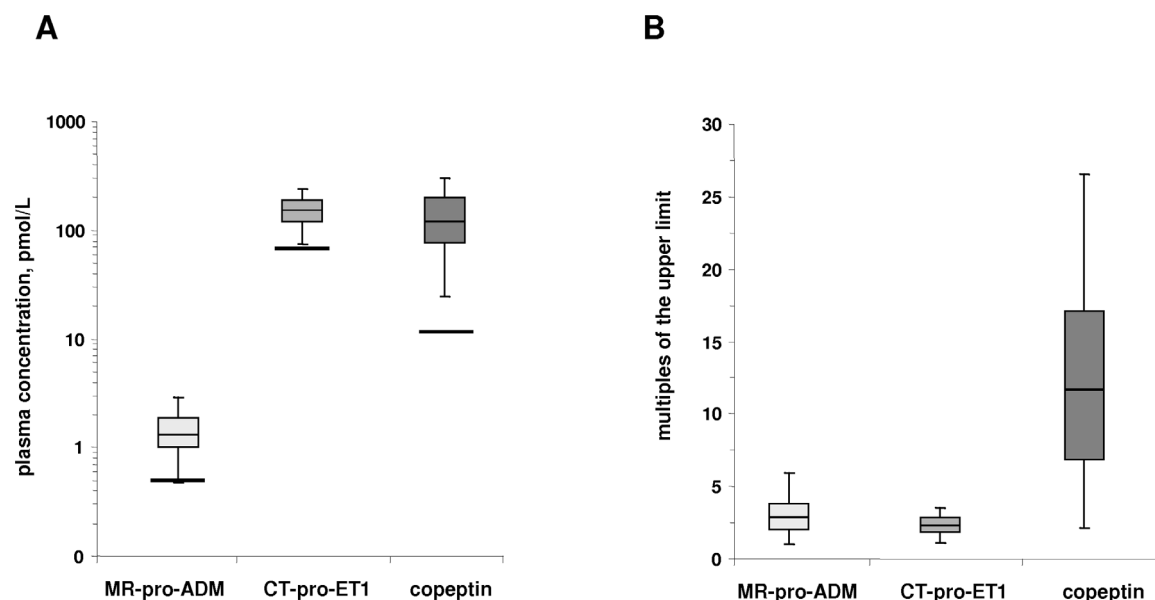 A
plasma concentration, pmol/L
1000
100
10
1
0
MR-pro-ADM CT-pro-ET1 copeptin
B
multiples of the upper limit
30
25
20
15
10
5
0
MR-pro-ADM CT-pro-ET1 copeptin